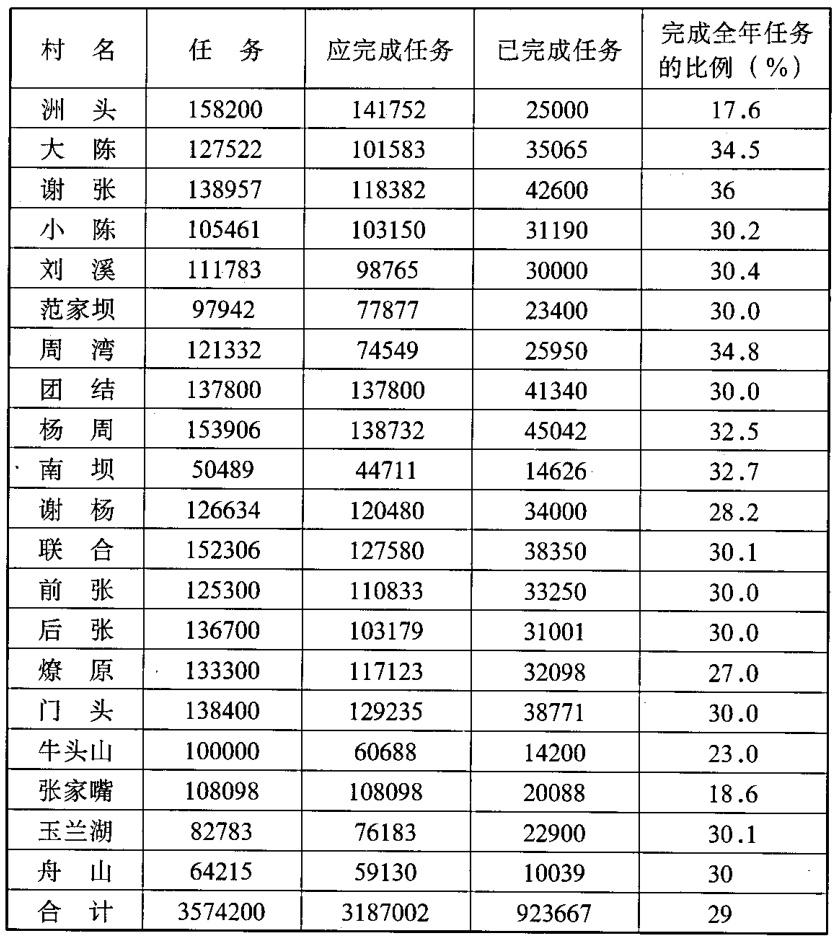 村 名 任 务 应完成任务 已完成任务 完成全年任务的比例（%）
洲 头 158200 141752 25000 17.6
大 陈 127522 101583 35065 34.5
谢 张 138957 118382 42600 36
小 陈 105461 103150 31190 30.2
刘 溪 111783 98765 30000 30.4
范家坝 97942 77877 23400 30.0
周 湾 121332 74549 25950 34.8
团 结 137800 137800 41340 30.0
杨 周 153906 138732 45042 32.5
南 坝 50489 44711 14626 32.7
谢 杨 126634 120480 34000 28.2
联 合 152306 127580 38350 30.1
前 张 125300 110833 33250 30.0
后 张 136700 103179 31001 30.0
燎 原 133300 117123 32098 27.0
门 头 138400 129235 38771 30.0
牛头山 100000 60688 14200 23.0
张家嘴 108098 108098 20088 18.6
玉兰湖 82783 76183 22900 30.1
舟 山 64215 59130 10039 30
合 计 3574200 3187002 923667 29